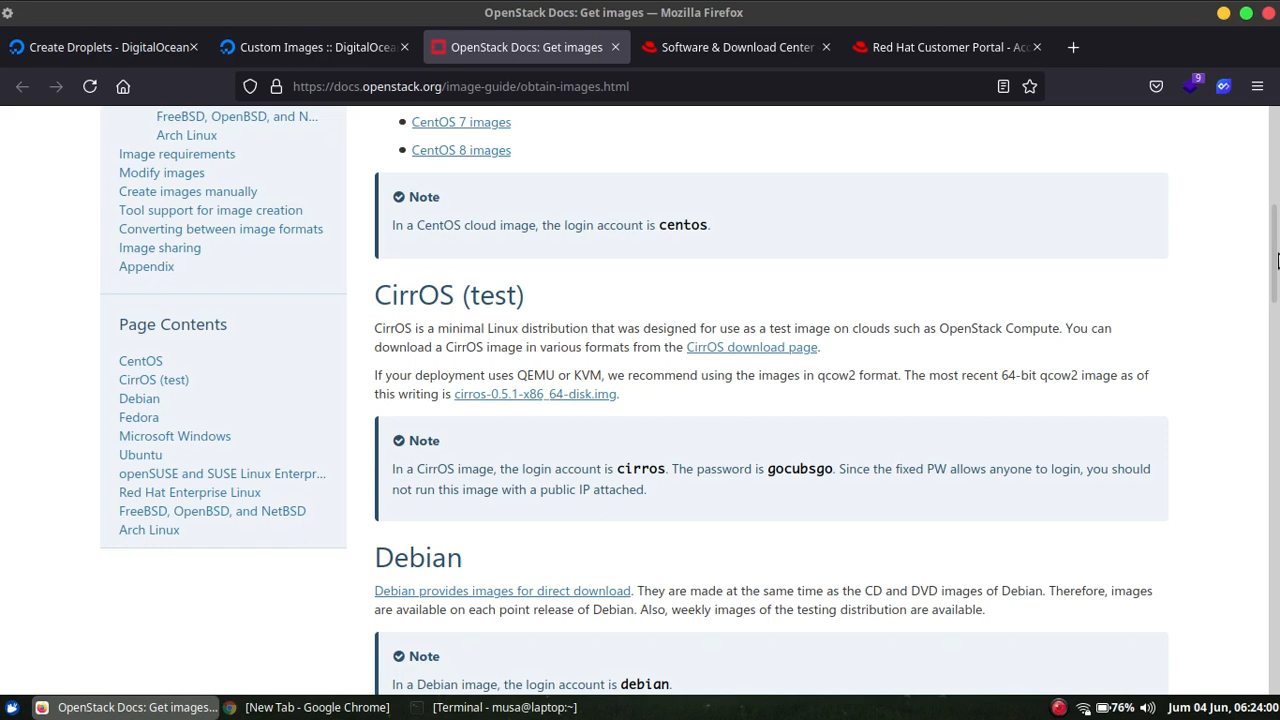 OpenStack Docs: Get images — Mozilla Firefox
Create Droplets - DigitalOcean
Custom Images :: DigitalOcea
OpenStack Docs: Get images
Software & Download Center
Red Hat Customer Portal - Acc
https://docs.openstack.org/image-guide/obtain-images.html
9
FreeBSD, OpenBSD, and N...
Arch Linux
Image requirements
Modify images
Create images manually
Tool support for image creation
Converting between image formats
Image sharing
Appendix
Page Contents
CentOS
CirrOS (test)
Debian
Fedora
Microsoft Windows
Ubuntu
openSUSE and SUSE Linux Enterpr...
Red Hat Enterprise Linux
FreeBSD, OpenBSD, and NetBSD
Arch Linux
CentOS 7 images
CentOS 8 images
Note
In a CentOS cloud image, the login account is centos.
CirrOS (test)
CirrOS is a minimal Linux distribution that was designed for use as a test image on clouds such as OpenStack Compute. You can
download a CirrOS image in various formats from the CirrOS download page.
If your deployment uses QEMU or KVM, we recommend using the images in qcow2 format. The most recent 64-bit qcow2 image as of
this writing is cirros-0.5.1-x86_64-disk.img.
Note
In a CirrOS image, the login account is cirros. The password is gocubsgo. Since the fixed PW allows anyone to login, you should
not run this image with a public IP attached.
Debian
Debian provides images for direct download. They are made at the same time as the CD and DVD images of Debian. Therefore, images
are available on each point release of Debian. Also, weekly images of the testing distribution are available.
Note
In a Debian image, the login account is debian.
OpenStack Docs: Get images...
[New Tab - Google Chrome]
[Terminal - musa@laptop:~]
76%
Jum 04 Jun, 06:24:00